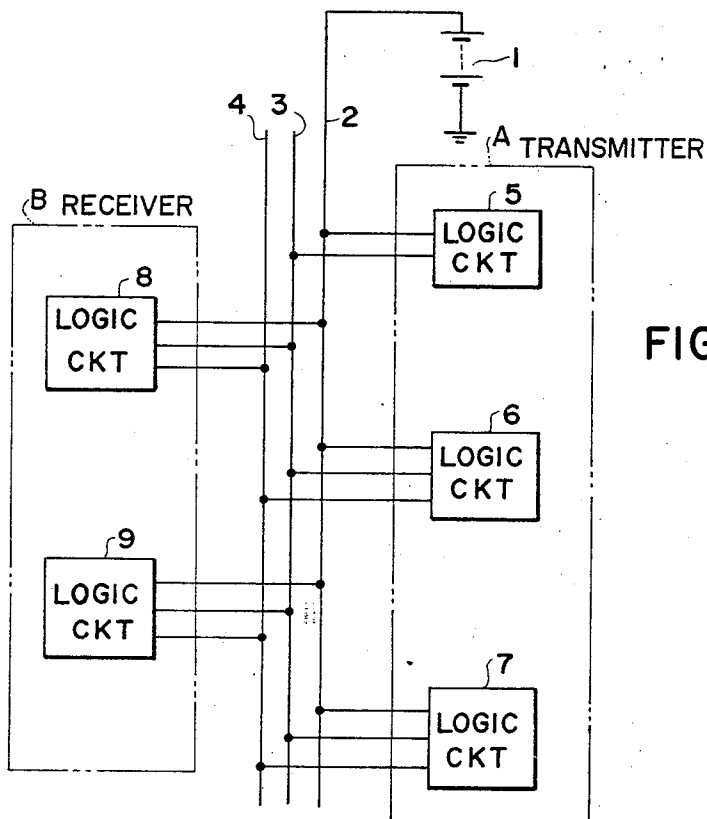 1
4 3 2
A TRANSMITTER
B RECEIVER
5
LOGIC
CKT
8
LOGIC
CKT
FIG
6
LOGIC
CKT
9
LOGIC
CKT
7
LOGIC
CKT